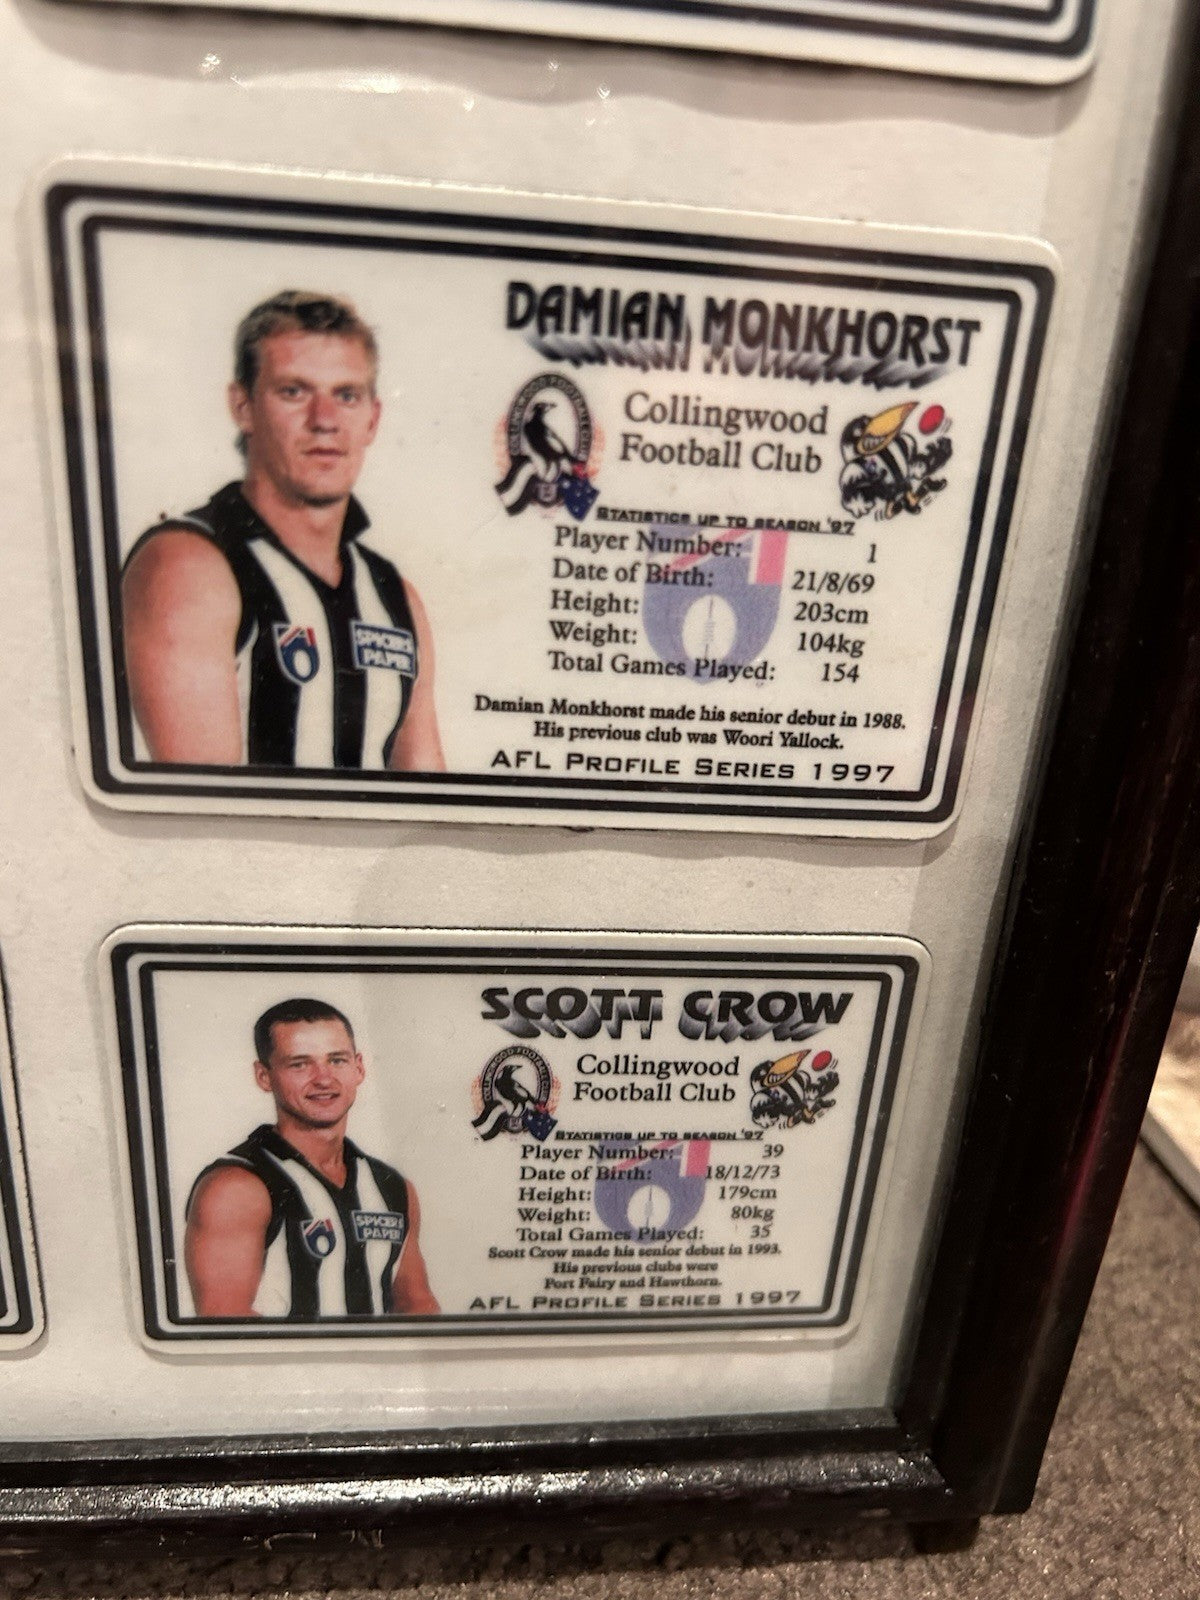 DAMIAN MONKHORST
Collingwood
Football Club
STATISTICS UP TO SEASON '97
Player Number: 1
Date of Birth: 21/8/69
Height: 203cm
Weight: 104kg
Total Games Played: 154
Damian Monkhorst made his senior debut in 1988.
His previous club was Woori Yallock.
AFL PROFILE SERIES 1997
SPICERS
PAPER
SCOTT CROW
Collingwood
Football Club
STATISTICS UP TO SEASON '97
Player Number: 39
Date of Birth: 18/12/73
Height: 179cm
Weight: 80kg
Total Games Played: 35
Scott Crow made his senior debut in 1993.
His previous clubs were
Port Fairy and Hawthorn.
AFL PROFILE SERIES 1997
SPICERS
PAPER